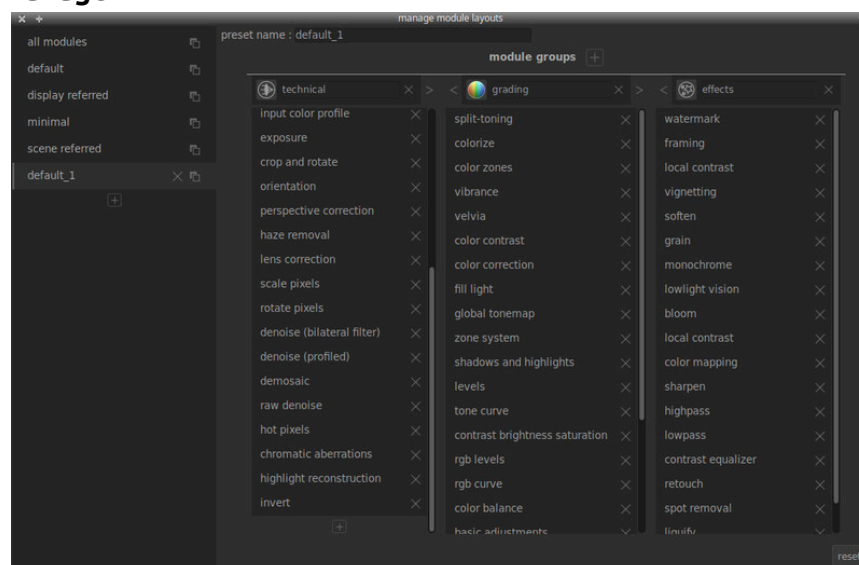 manage module layouts
all modules
default
display referred
minimal
scene referred
default_1
preset name : default_1
module groups
technical
input color profile
exposure
crop and rotate
orientation
perspective correction
haze removal
lens correction
scale pixels
rotate pixels
denoise (bilateral filter)
denoise (profiled)
demosaic
raw denoise
hot pixels
chromatic aberrations
highlight reconstruction
invert
grading
split-toning
colorize
color zones
vibrance
velvia
color contrast
color correction
fill light
global tonemap
zone system
shadows and highlights
levels
tone curve
contrast brightness saturation
rgb levels
rgb curve
color balance
basic adjustments
effects
watermark
framing
local contrast
vignetting
soften
grain
monochrome
lowlight vision
bloom
local contrast
color mapping
sharpen
highpass
lowpass
contrast equalizer
retouch
spot removal
liquify
reset